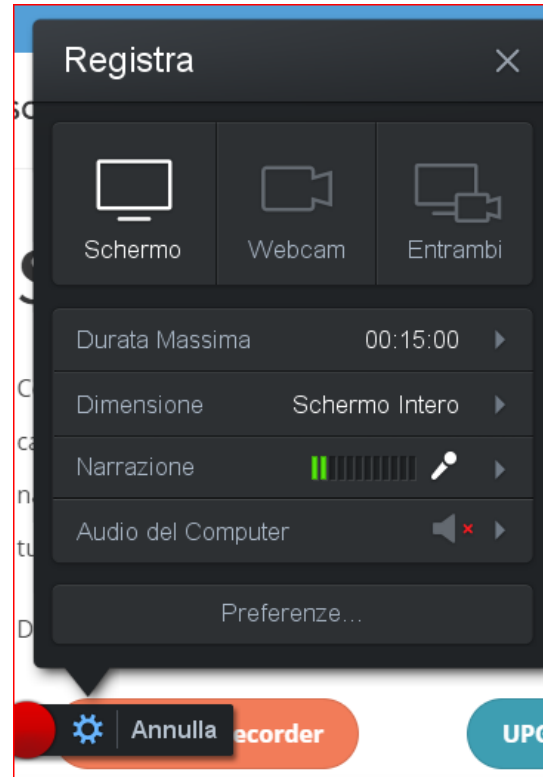 Registra
Schermo
Webcam
Entrambi
Durata Massima 00:15:00
Dimensione Schermo Intero
Narrazione
Audio del Computer
Preferenze...
Annulla
ecorder
UPO